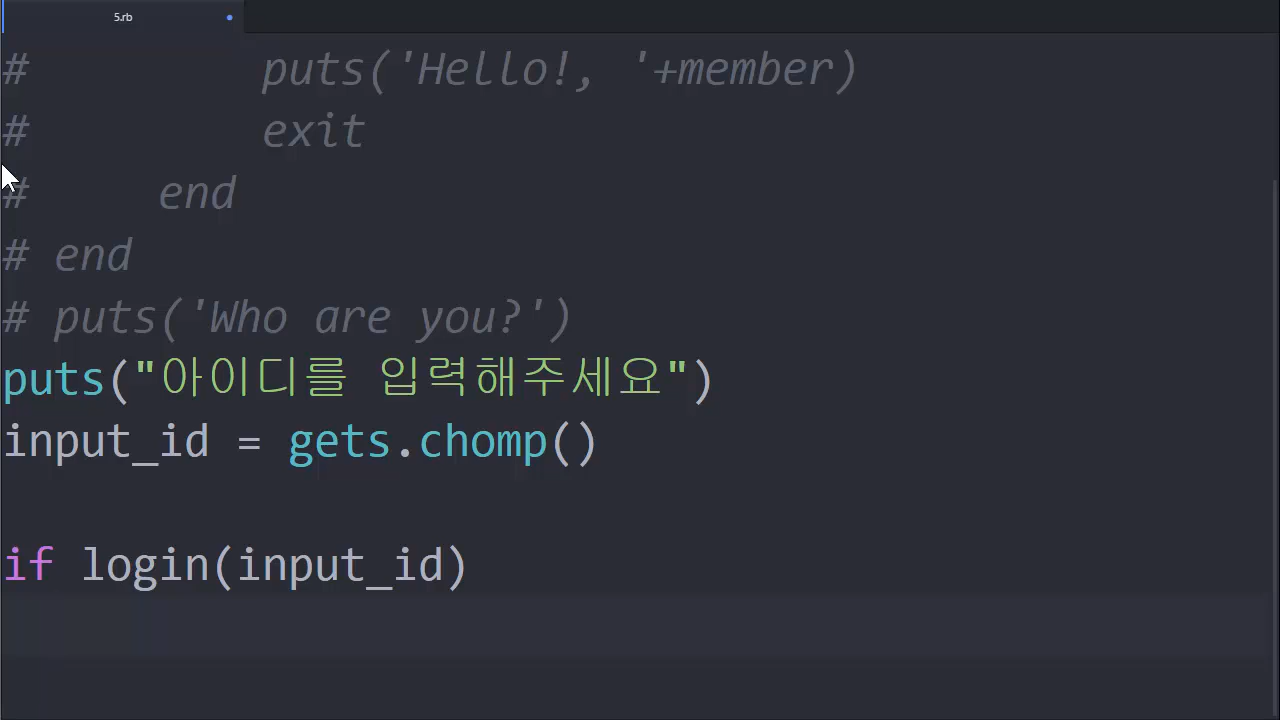 5.rb
#         puts('Hello!, '+member)
#         exit
#     end
# end
# puts('Who are you?')
puts("아이디를 입력해주세요")
input_id = gets.chomp()
if login(input_id)